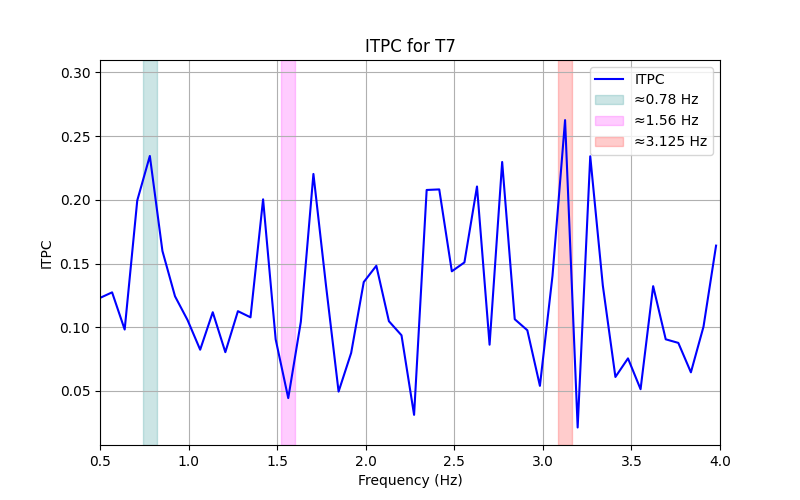 ITPC for T7
ITPC
≈0.78 Hz
≈1.56 Hz
≈3.125 Hz
0.30
0.25
0.20
0.15
0.10
0.05
ITPC
0.5 1.0 1.5 2.0 2.5 3.0 3.5 4.0
Frequency (Hz)